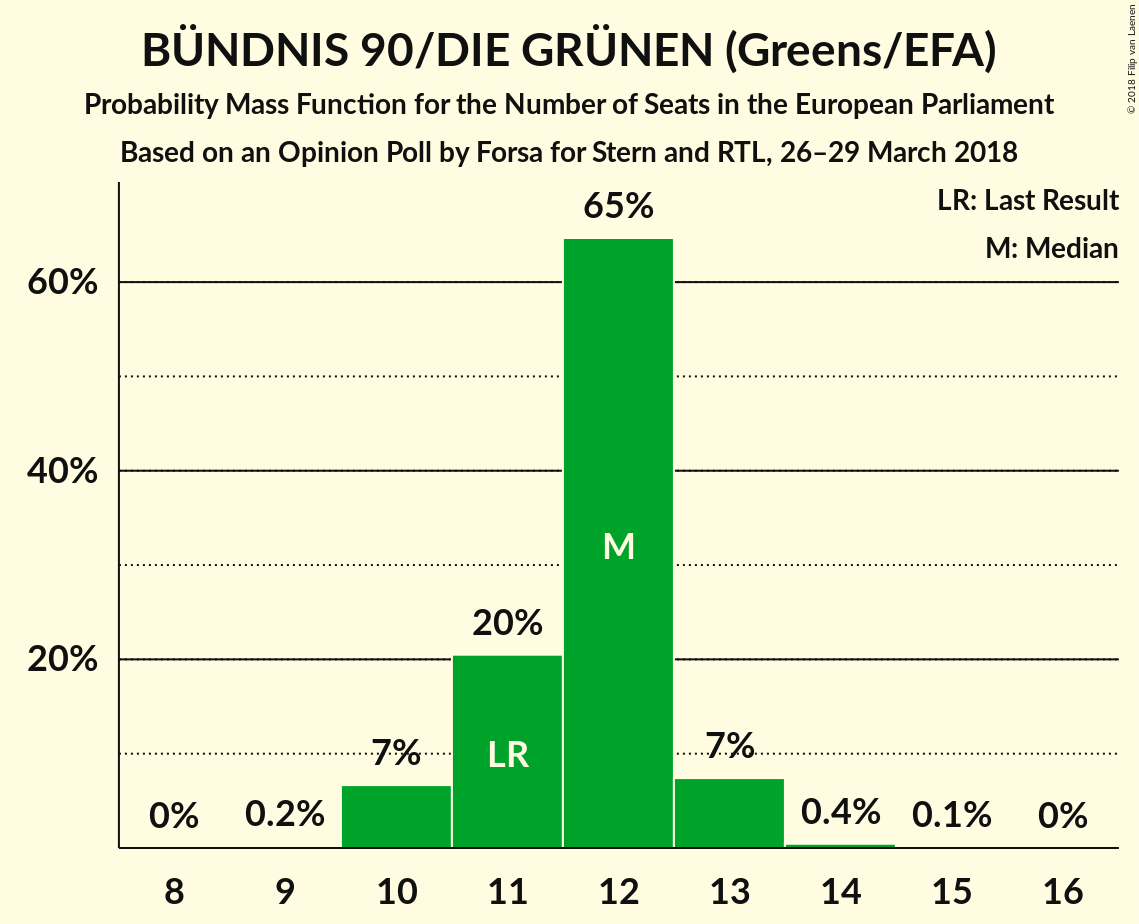 BÜNDNIS 90/DIE GRÜNEN (Greens/EFA)
Probability Mass Function for the Number of Seats in the European Parliament
Based on an Opinion Poll by Forsa for Stern and RTL, 26–29 March 2018
© 2018 Filip van Laenen
LR: Last Result
M: Median
60%
40%
20%
0%
0.2%
7%
20%
65%
7%
0.4%
0.1%
0%
LR
M
8 9 10 11 12 13 14 15 16